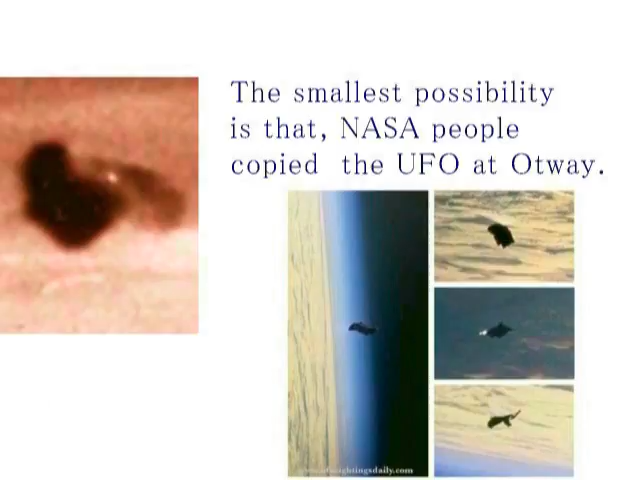 The smallest possibility
is that, NASA people
copied the UFO at Otway.